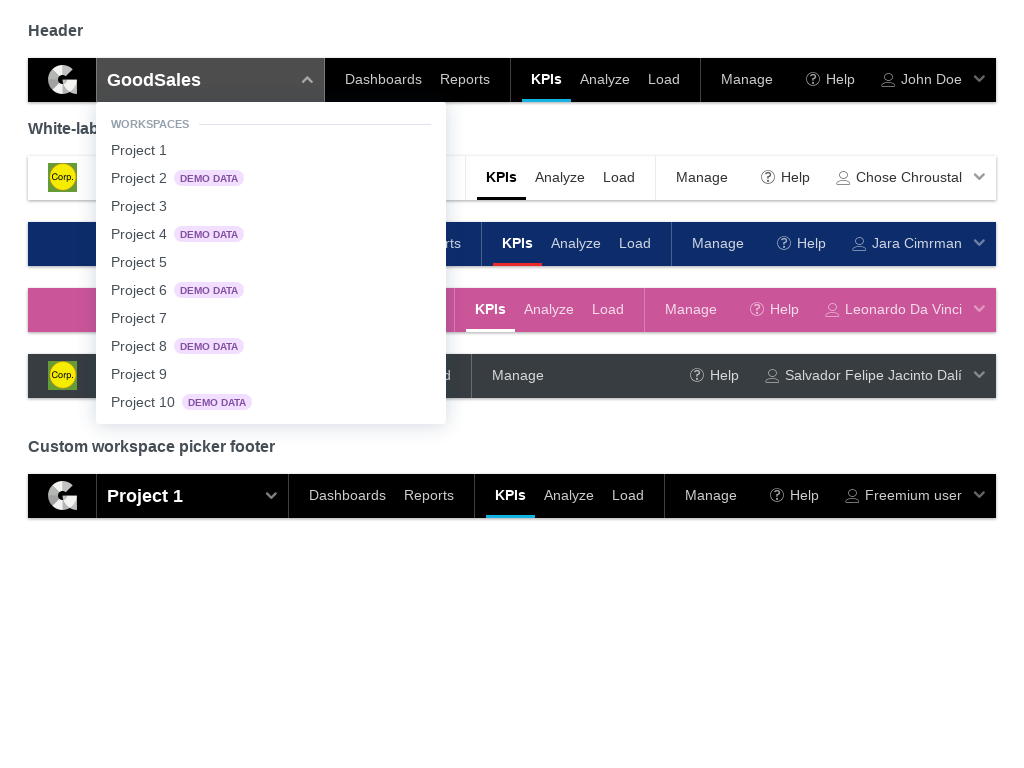 Header
GoodSales Dashboards Reports KPIs Analyze Load Manage Help John Doe
White-lab
WORKSPACES
Project 1
Corp. KPIs Analyze Load Manage Help Chose Chroustal
Project 2 DEMO DATA
Project 3
Project 4 DEMO DATA
rts KPIs Analyze Load Manage Help Jara Cimrman
Project 5
Project 6 DEMO DATA
KPIs Analyze Load Manage Help Leonardo Da Vinci
Project 7
Project 8 DEMO DATA
Corp. d Manage Help Salvador Felipe Jacinto Dalí
Project 9
Project 10 DEMO DATA
Custom workspace picker footer
Project 1 Dashboards Reports KPIs Analyze Load Manage Help Freemium user